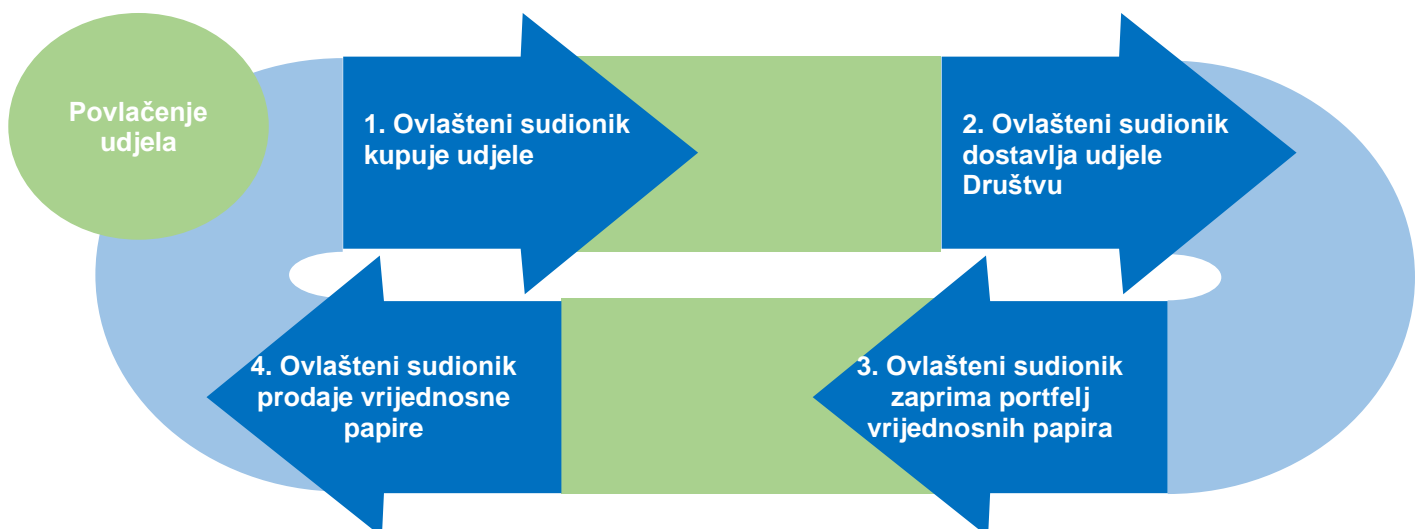 Povlačenje
udjela
1. Ovlašteni sudionik
kupuje udjele
2. Ovlašteni sudionik
dostavlja udjele
Društvu
3. Ovlašteni sudionik
zaprima portfelj
vrijednosnih papira
4. Ovlašteni sudionik
prodaje vrijednosne
papire